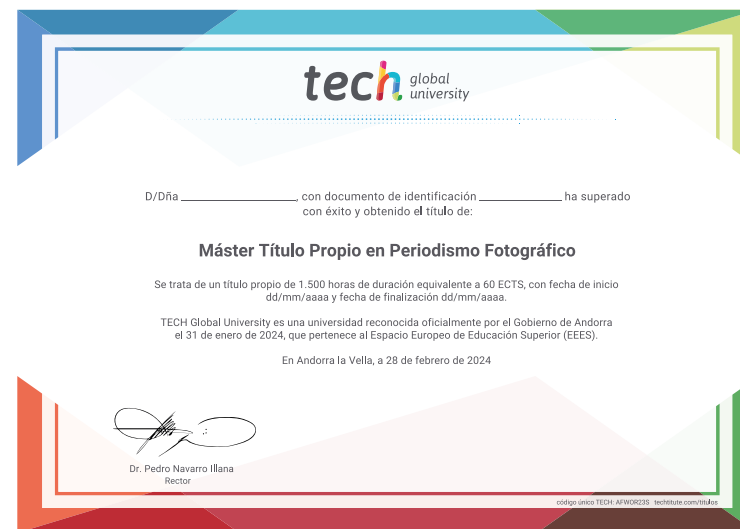 tech global university
D/Dña ________________, con documento de identificación ____________ ha superado
con éxito y obtenido el título de:
Máster Título Propio en Periodismo Fotográfico
Se trata de un título propio de 1.500 horas de duración equivalente a 60 ECTS, con fecha de inicio
dd/mm/aaaa y fecha de finalización dd/mm/aaaa.
TECH Global University es una universidad reconocida oficialmente por el Gobierno de Andorra
el 31 de enero de 2024, que pertenece al Espacio Europeo de Educación Superior (EEES).
En Andorra la Vella, a 28 de febrero de 2024
Dr. Pedro Navarro Illana
Rector
código único TECH: AFWOR23S techtitute.com/titulos